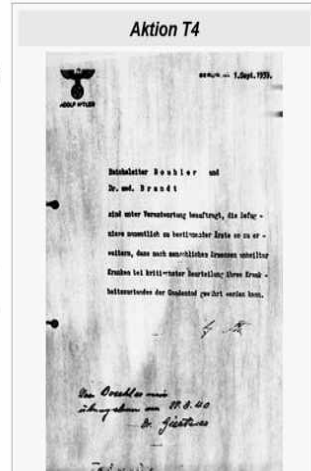 Aktion T4
ADOLF HITLER
BERLIN, 1.Sept. 1939.
Reichsleiter Bouhler und
Dr. med. Brandt
sind unter Verantwortung beauftragt, die Befug -
nisse namentlich zu bestimmender Ärzte so zu er -
weitern, dass nach menschlichem Ermessen unheilbar
Kranken bei kritischster Beurteilung ihres Krank -
heitszustandes der Gnadentod gewährt werden kann.
Von Bouhler mir
übergeben am 27.8.40
Dr. Gürtner